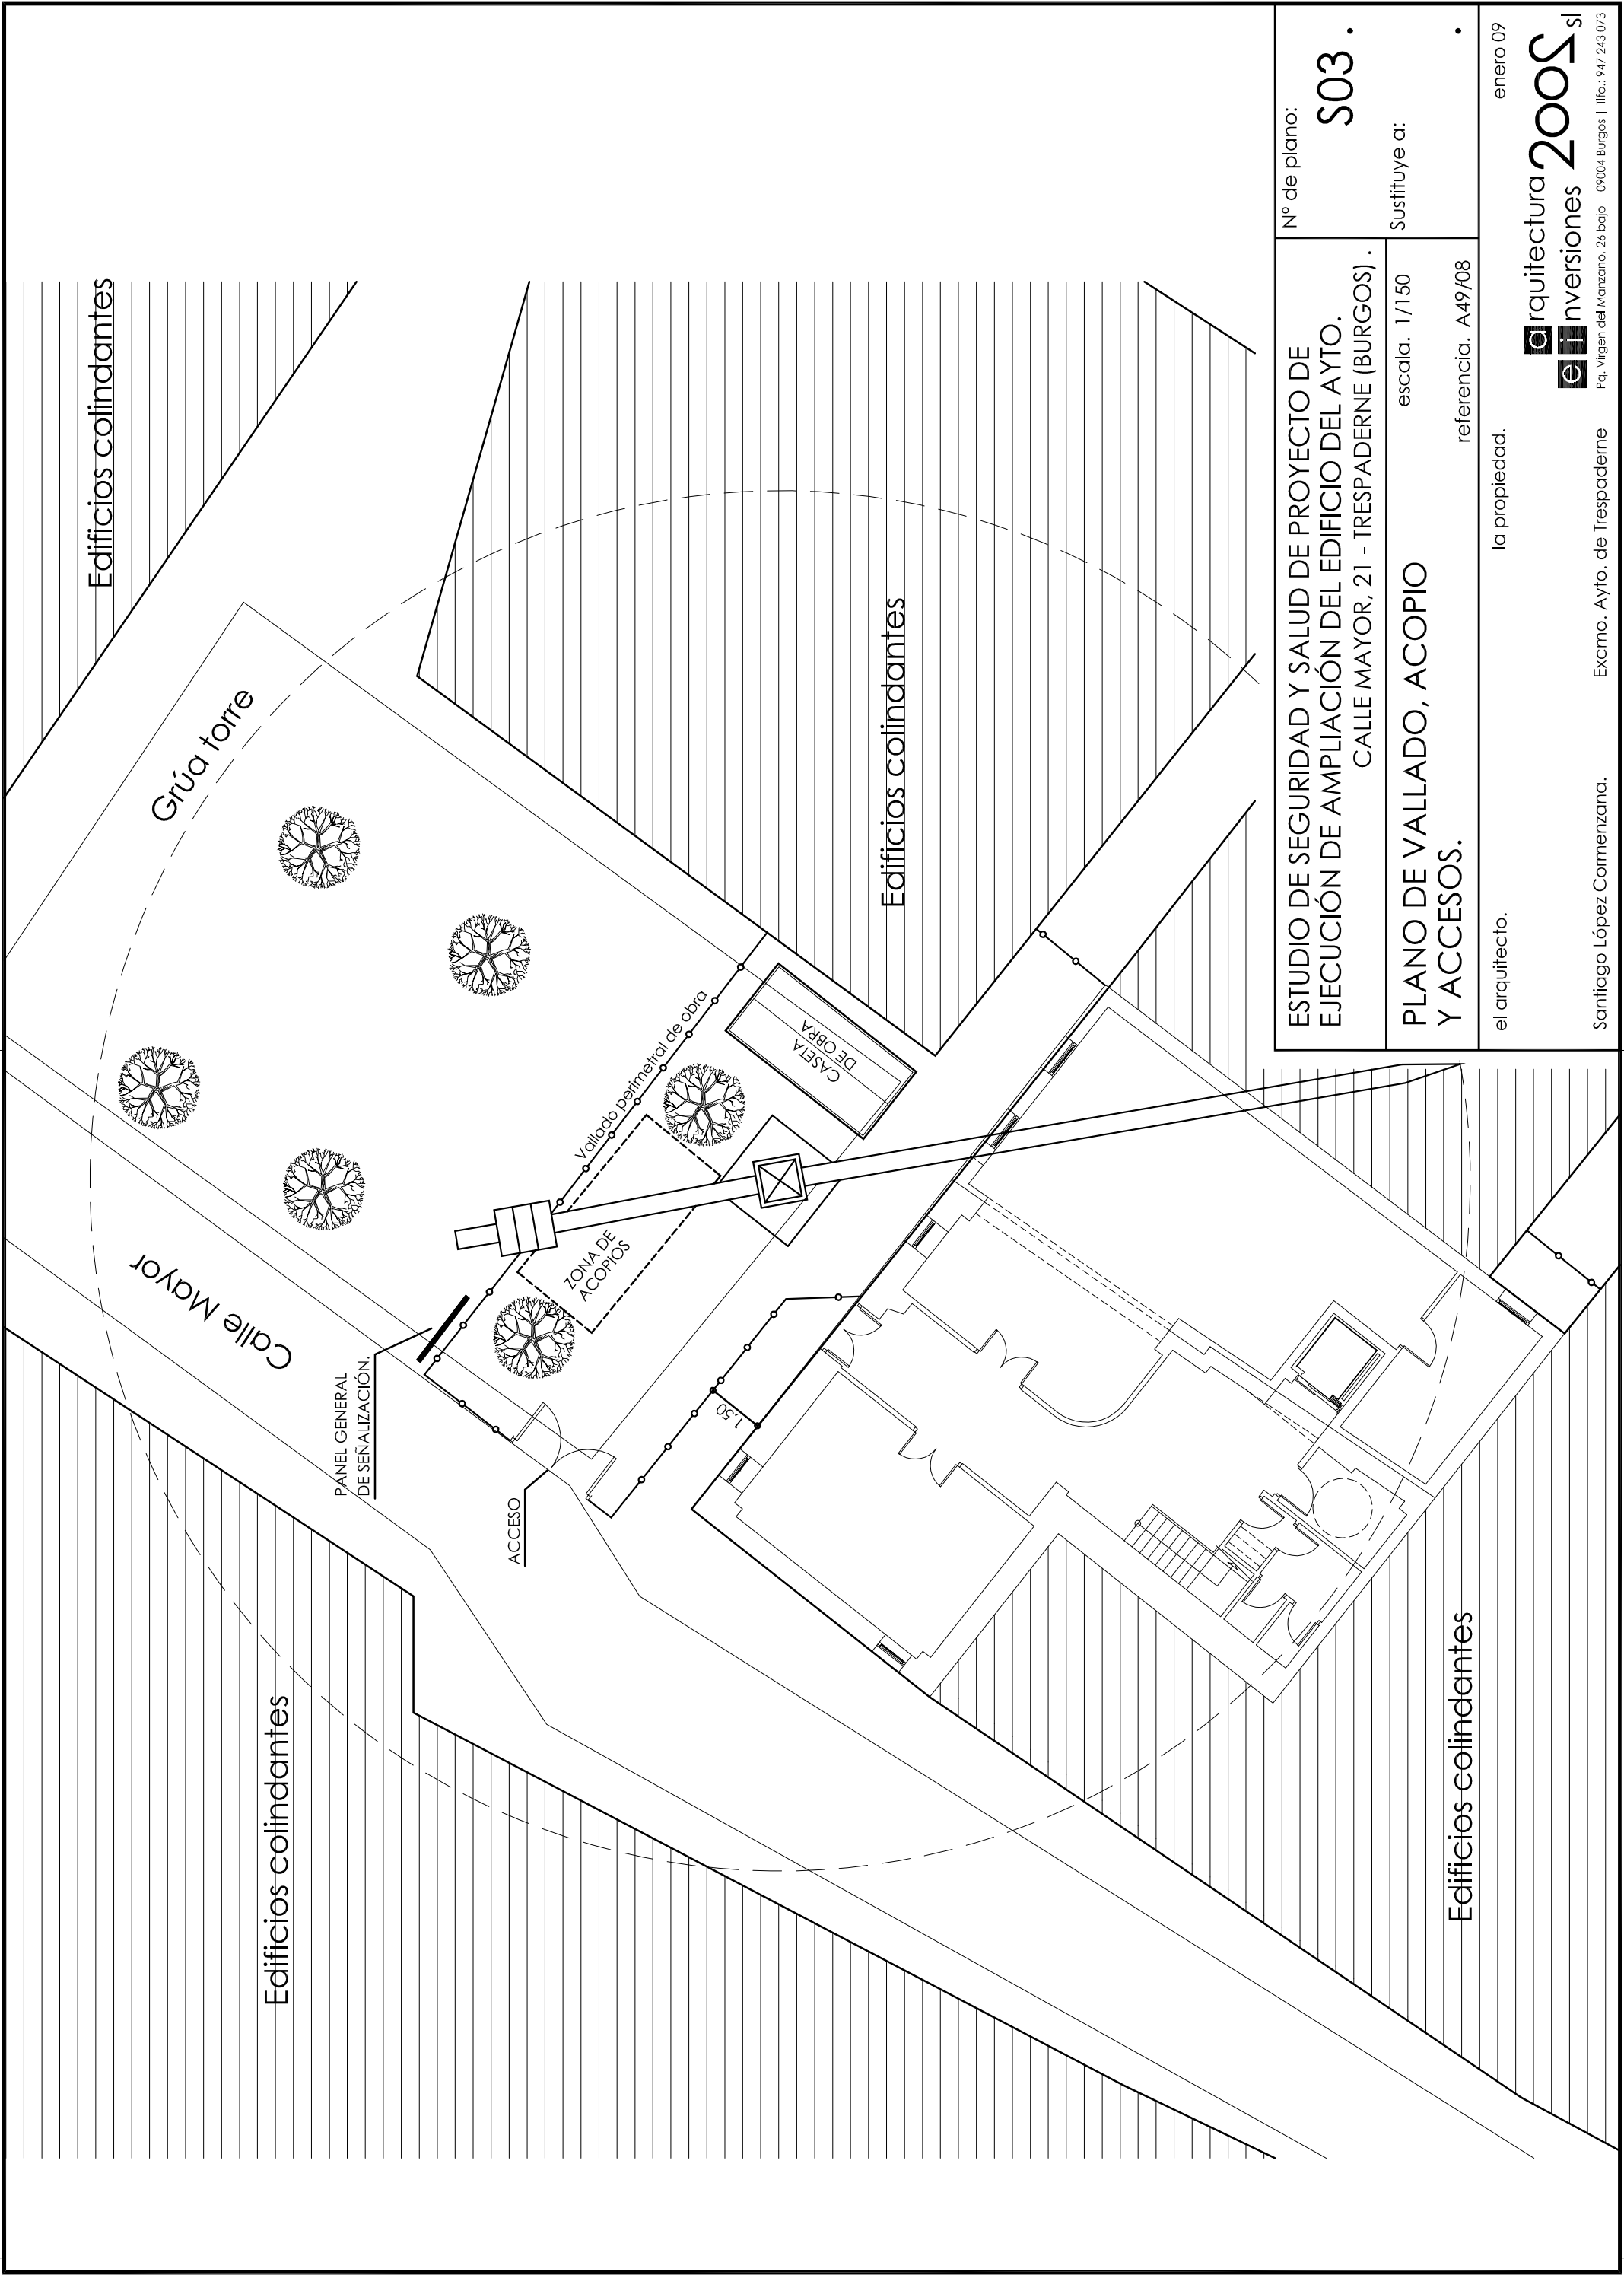 Edificios colindantes
Grúa torre
Calle Mayor
Edificios colindantes
Vallado perimetral de obra
CASETA
DE OBRA
ZONA DE
ACOPIOS
PANEL GENERAL
DE SEÑALIZACIÓN.
ACCESO
1,50
Edificios colindantes
Edificios colindantes
ESTUDIO DE SEGURIDAD Y SALUD DE PROYECTO DE
EJECUCIÓN DE AMPLIACIÓN DEL EDIFICIO DEL AYTO.
CALLE MAYOR, 21 - TRESPADERNE (BURGOS) .
Nº de plano:
S03 .
PLANO DE VALLADO, ACOPIO
Y ACCESOS.
escala. 1/150
referencia. A49/08
Sustituye a:
.
el arquitecto.
la propiedad.
enero 09
Santiago López Cormenzana.
Excmo. Ayto. de Trespaderne
arquitectura 2002 sl
e inversiones
Pq. Virgen del Manzano, 26 bajo | 09004 Burgos | Tlfo.: 947 243 073